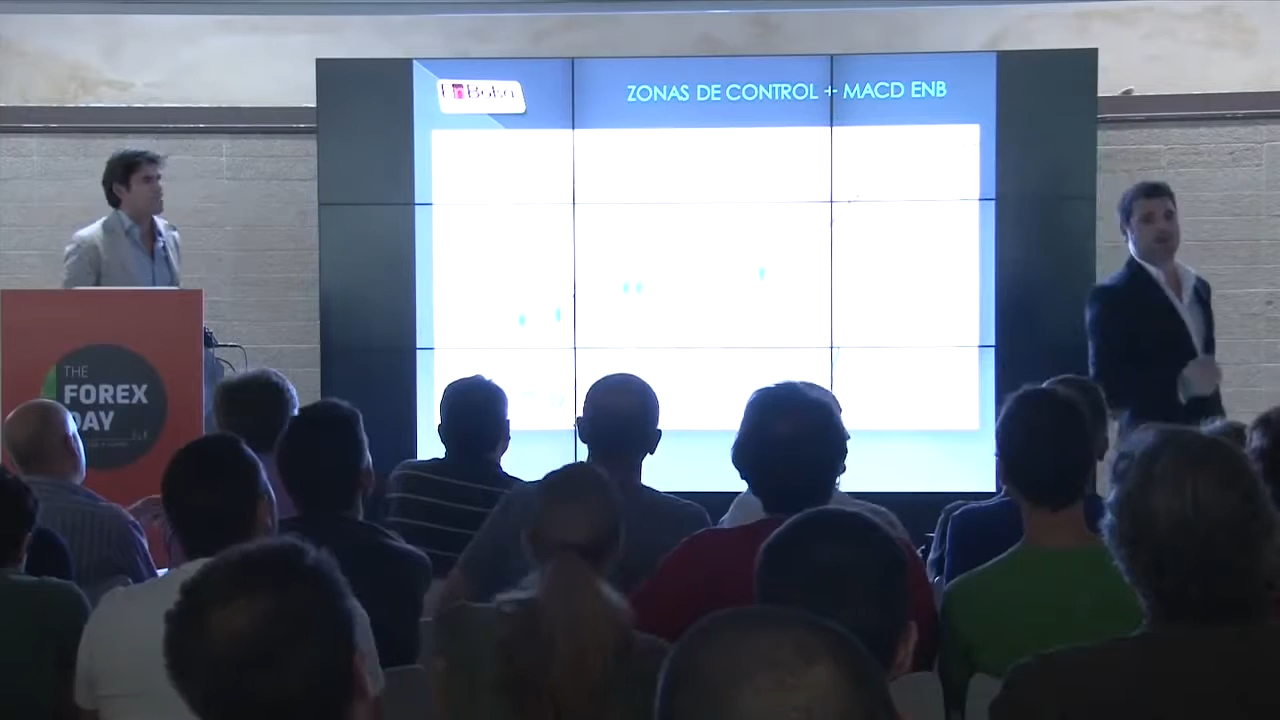 ZONAS DE CONTROL + MACD ENB
THE
FOREX
DAY